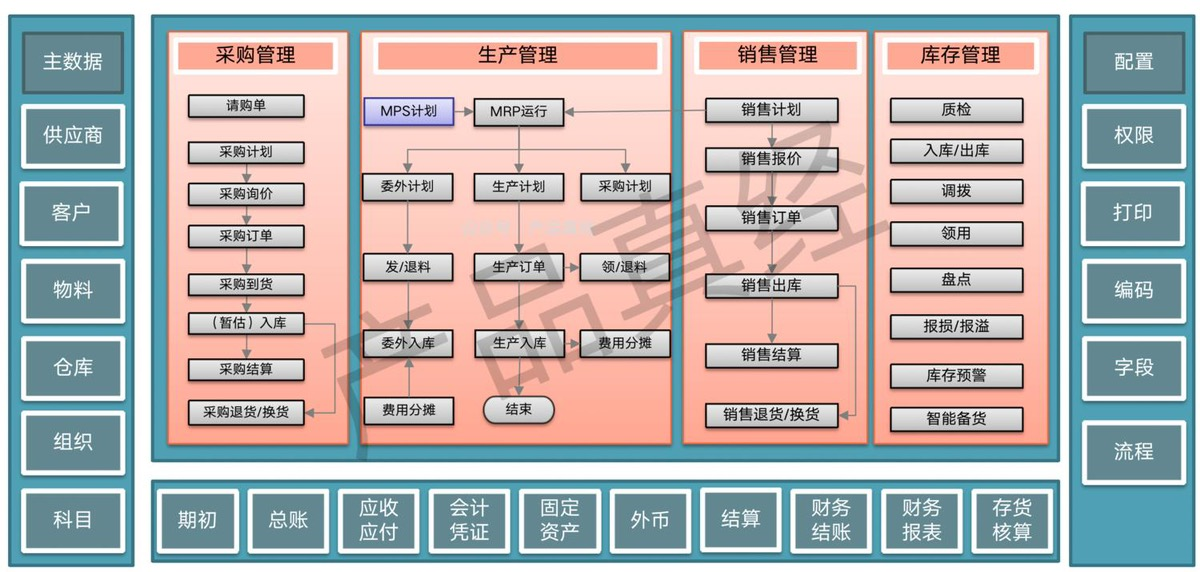 主数据
供应商
客户
物料
仓库
组织
科目
采购管理
请购单
采购计划
采购询价
采购订单
采购到货
（暂估）入库
采购结算
采购退货/换货
生产管理
MPS计划
MRP运行
委外计划
生产计划
采购计划
发/退料
生产订单
领/退料
委外入库
生产入库
费用分摊
费用分摊
结束
销售管理
销售计划
销售报价
销售订单
销售出库
销售结算
销售退货/换货
库存管理
质检
入库/出库
调拨
领用
盘点
报损/报溢
库存预警
智能备货
产品真经
配置
权限
打印
编码
字段
流程
期初
总账
应收
应付
会计
凭证
固定
资产
外币
结算
财务
结账
财务
报表
存货
核算